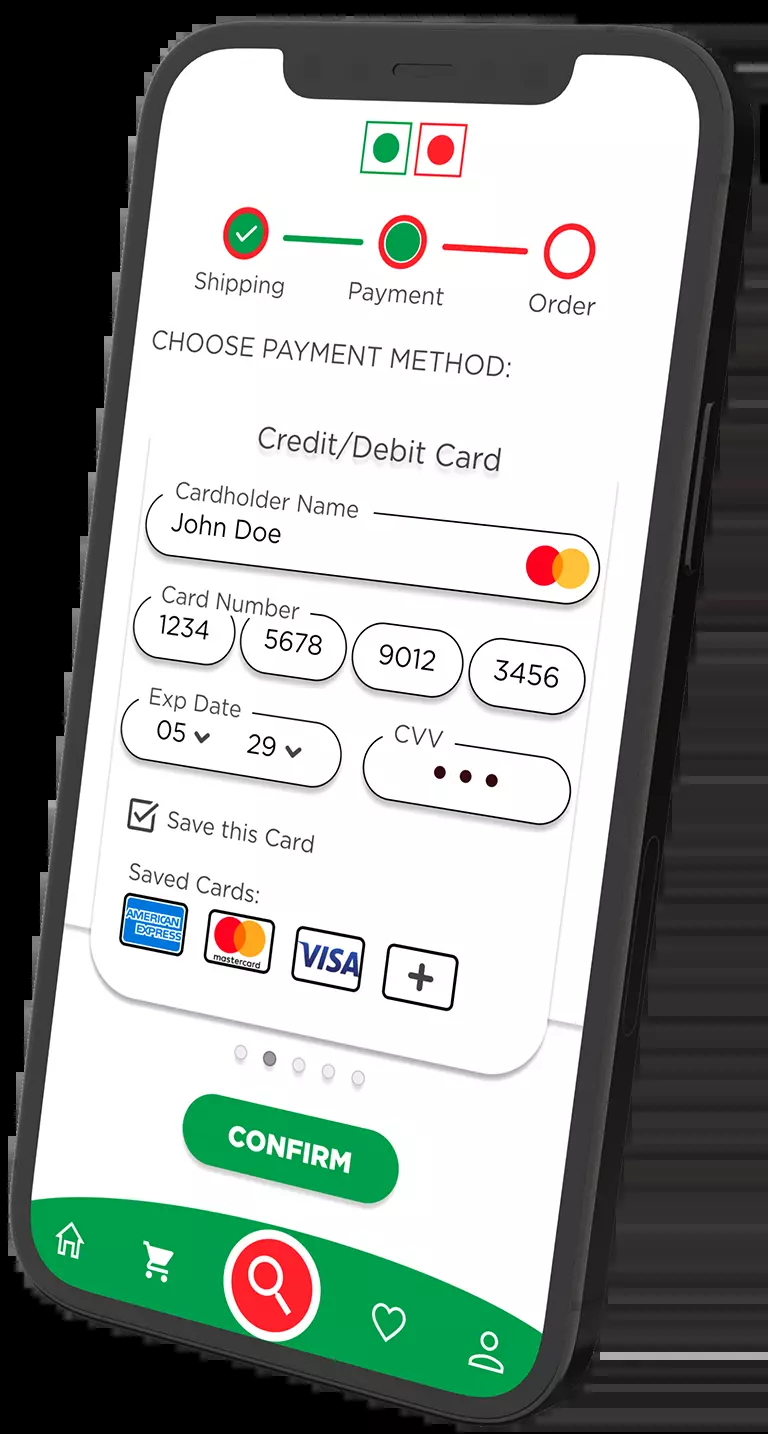 Shipping
Payment
Order
CHOOSE PAYMENT METHOD:
Credit/Debit Card
Cardholder Name
John Doe
Card Number
1234 5678 9012 3456
Exp Date
05 29
CVV
Save this Card
Saved Cards:
AMERICAN
EXPRESS
mastercard
VISA
CONFIRM